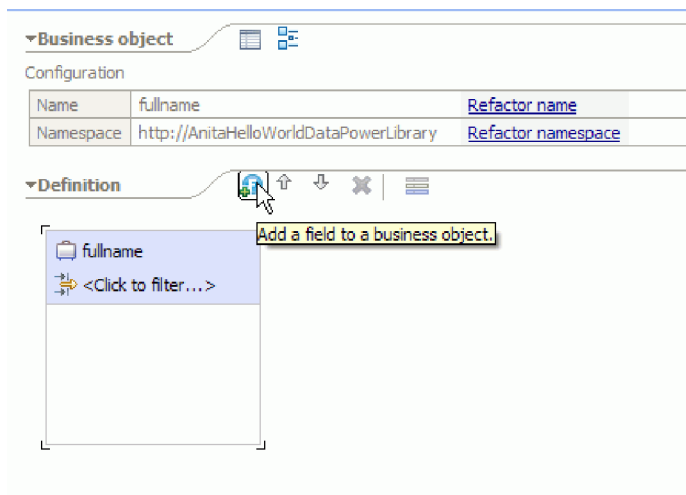 Business object
Configuration
Name fullname Refactor name
Namespace http://AnitaHelloWorldDataPowerLibrary Refactor namespace
Definition
Add a field to a business object.
fullname
<Click to filter...>